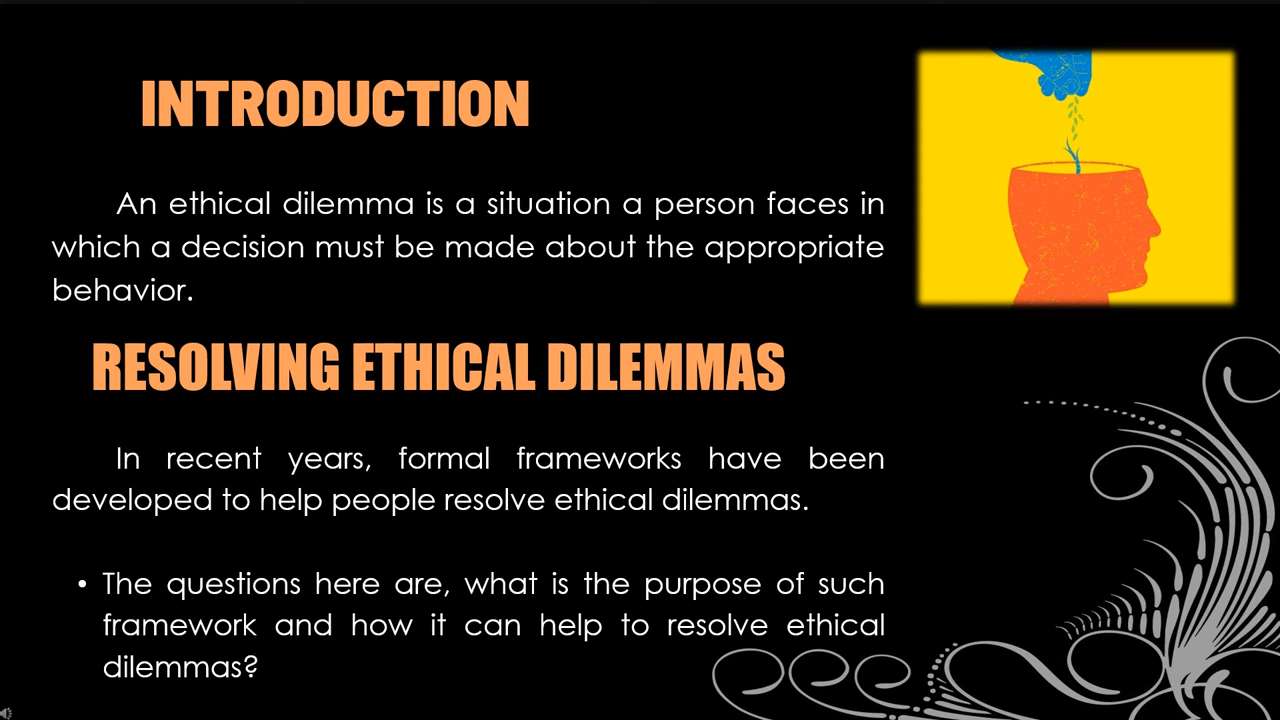 INTRODUCTION
An ethical dilemma is a situation a person faces in
which a decision must be made about the appropriate
behavior.
RESOLVING ETHICAL DILEMMAS
In recent years, formal frameworks have been
developed to help people resolve ethical dilemmas.
• The questions here are, what is the purpose of such
framework and how it can help to resolve ethical
dilemmas?